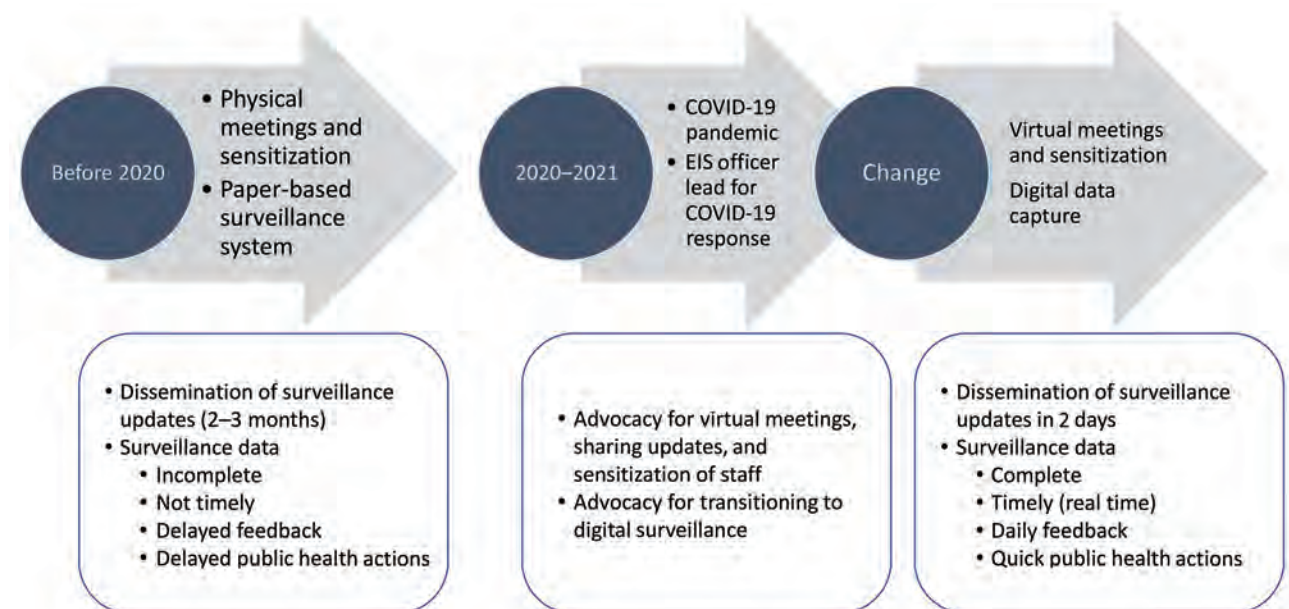 Before 2020
• Physical
meetings and
sensitization
• Paper-based
surveillance
system
2020–2021
• COVID-19
pandemic
• EIS officer
lead for
COVID-19
response
Change
Virtual meetings
and sensitization
Digital data
capture
• Dissemination of surveillance
updates (2–3 months)
• Surveillance data
• Incomplete
• Not timely
• Delayed feedback
• Delayed public health actions
• Advocacy for virtual meetings,
sharing updates, and
sensitization of staff
• Advocacy for transitioning to
digital surveillance
• Dissemination of surveillance
updates in 2 days
• Surveillance data
• Complete
• Timely (real time)
• Daily feedback
• Quick public health actions